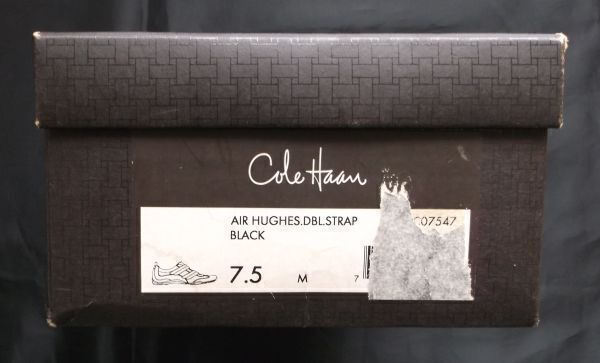 Cole Haan
AIR HUGHES.DBL.STRAP
C07547
BLACK
7.5 M 7